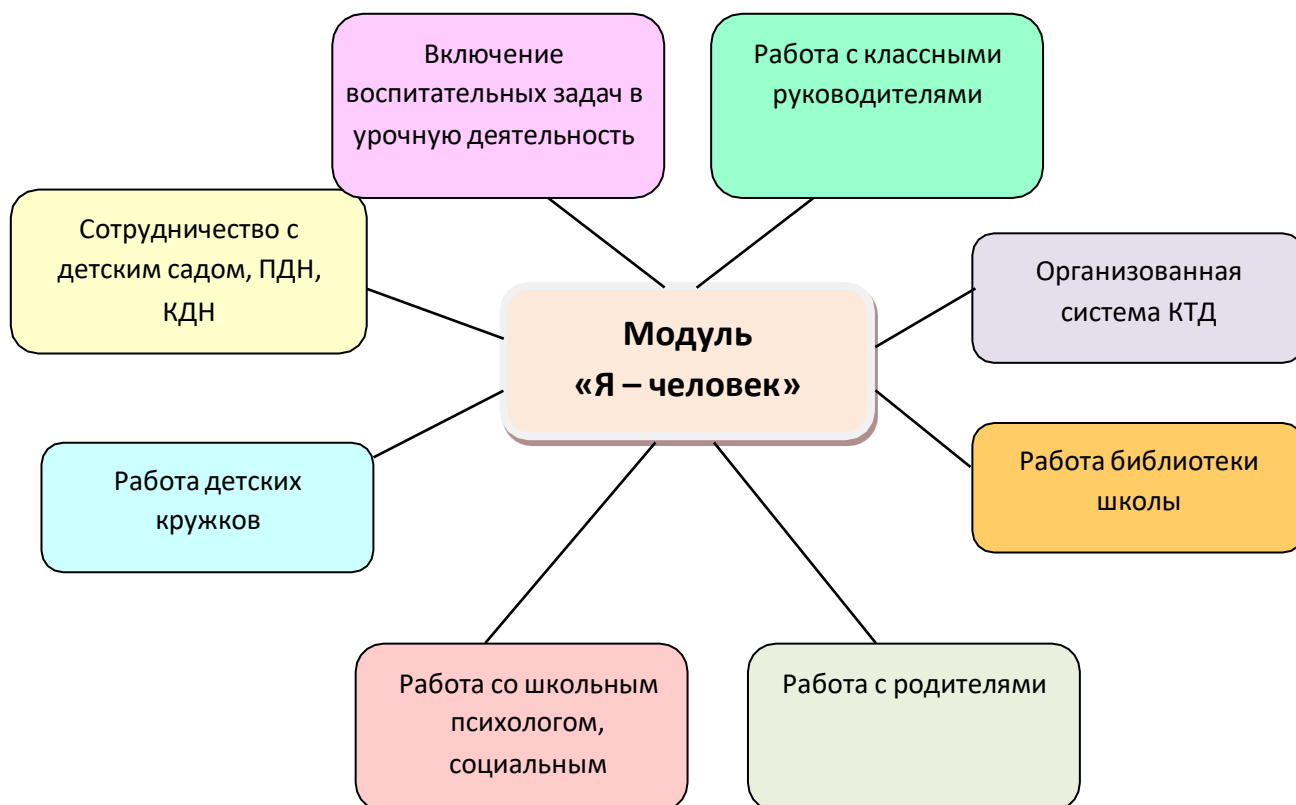 Включение
воспитательных задач в
урочную деятельность
Работа с классными
руководителями
Сотрудничество с
детским садом, ПДН,
КДН
Организованная
система КТД
Модуль
«Я – человек»
Работа детских
кружков
Работа библиотеки
школы
Работа со школьным
психологом,
социальным
Работа с родителями